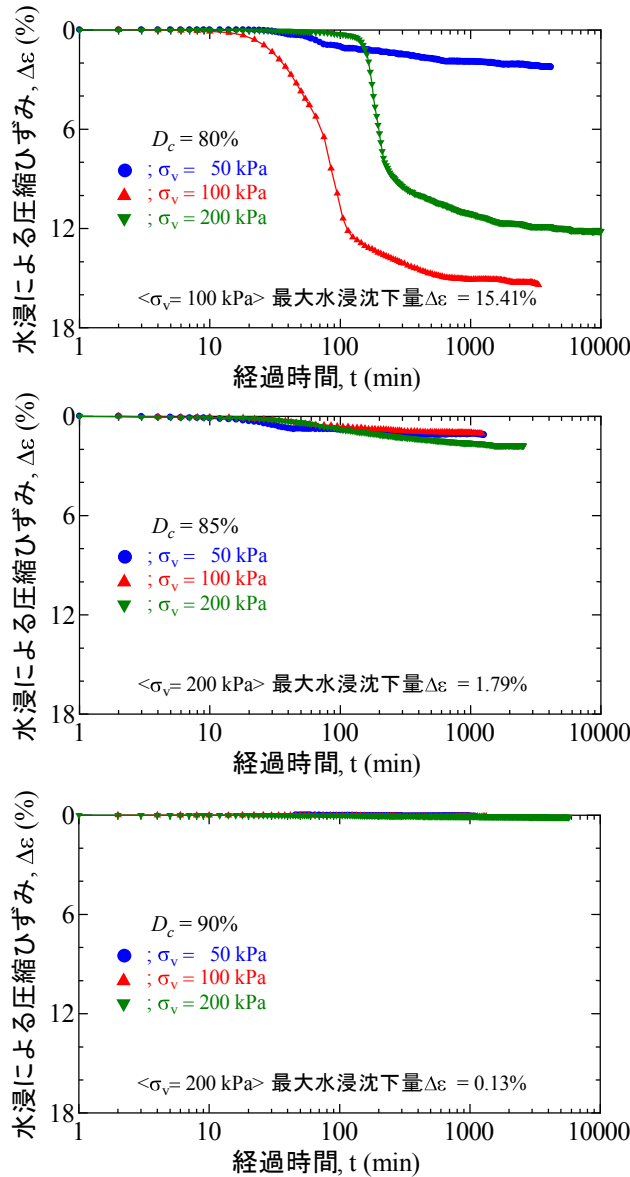 0
6
12
18
水浸による圧縮ひずみ, Δε (%)
D_c = 80%
; σ_v = 50 kPa
; σ_v = 100 kPa
; σ_v = 200 kPa
<σ_v= 100 kPa> 最大水浸沈下量Δε = 15.41%
1 10 100 1000 10000
経過時間, t (min)
0
6
12
18
水浸による圧縮ひずみ, Δε (%)
D_c = 85%
; σ_v = 50 kPa
; σ_v = 100 kPa
; σ_v = 200 kPa
<σ_v= 200 kPa> 最大水浸沈下量Δε = 1.79%
1 10 100 1000 10000
経過時間, t (min)
0
6
12
18
水浸による圧縮ひずみ, Δε (%)
D_c = 90%
; σ_v = 50 kPa
; σ_v = 100 kPa
; σ_v = 200 kPa
<σ_v= 200 kPa> 最大水浸沈下量Δε = 0.13%
1 10 100 1000 10000
経過時間, t (min)